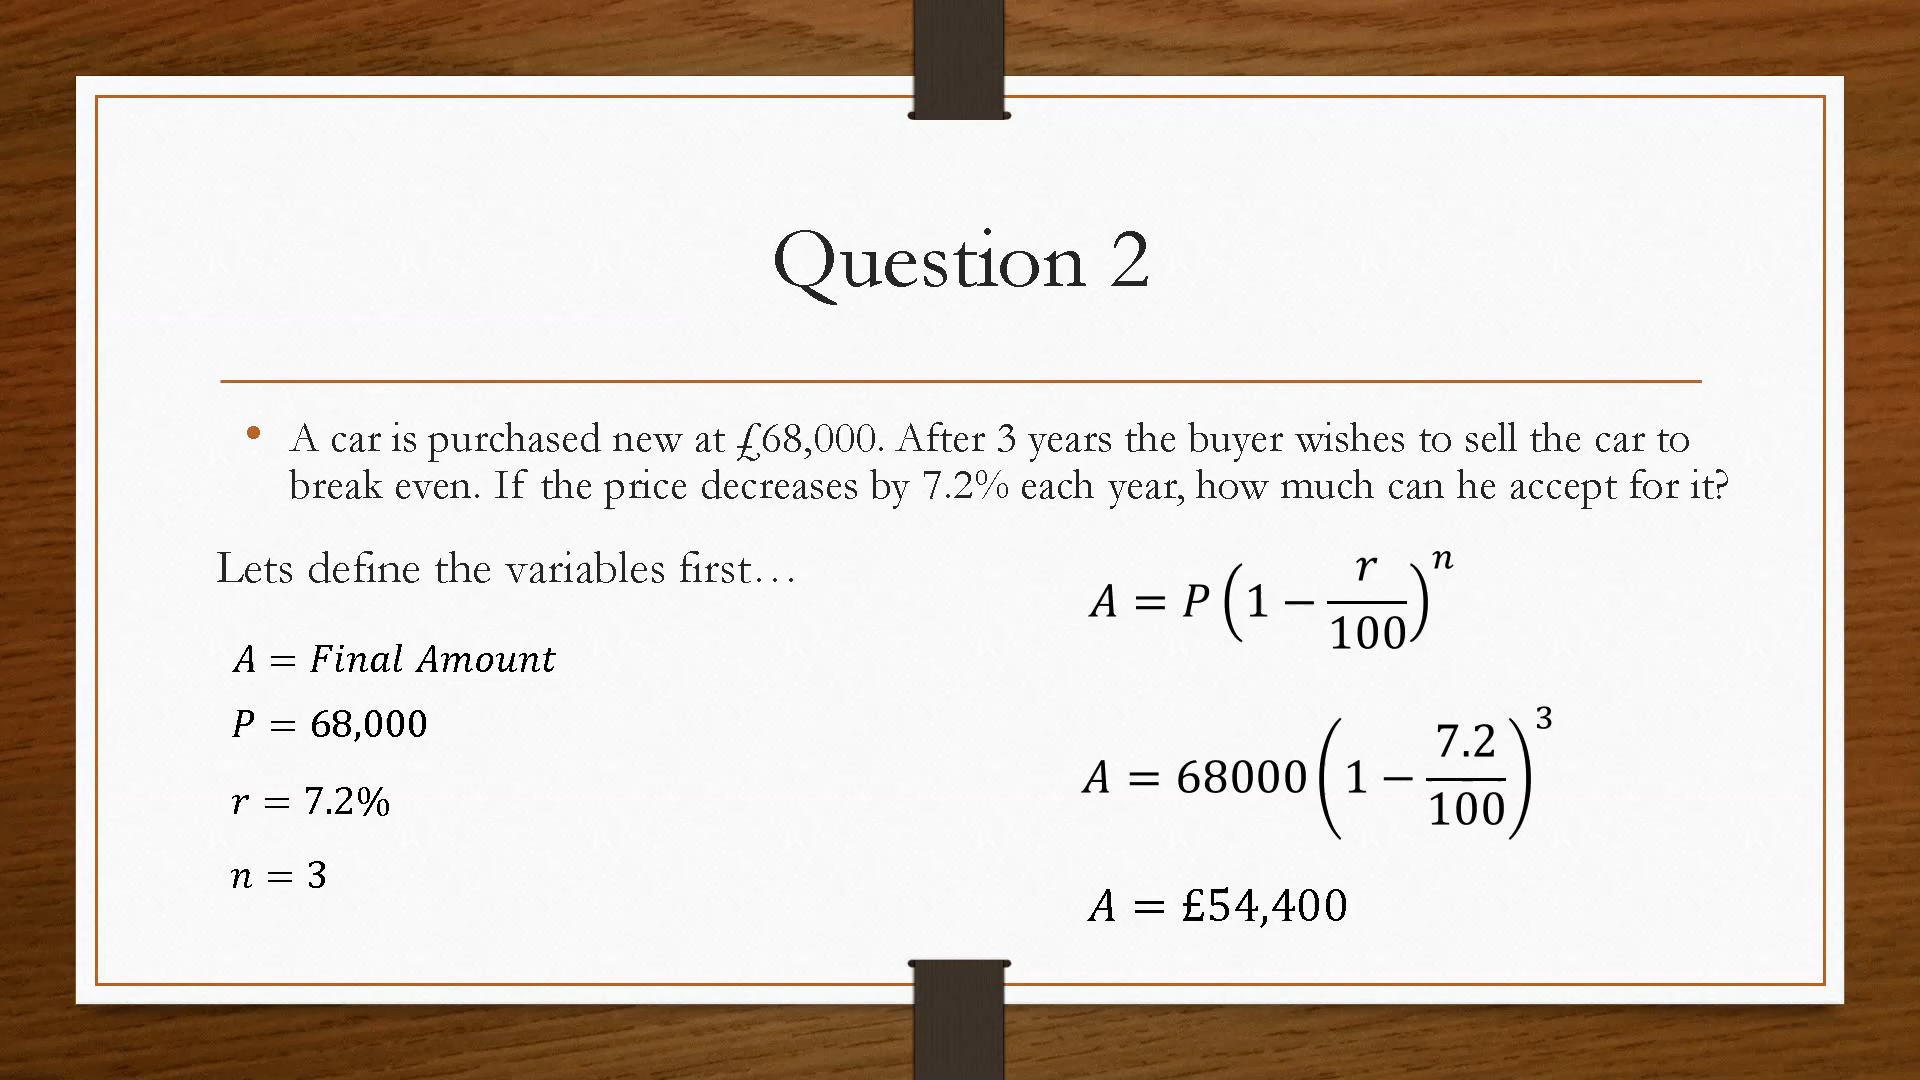 Question 2
• A car is purchased new at £68,000. After 3 years the buyer wishes to sell the car to
break even. If the price decreases by 7.2% each year, how much can he accept for it?
Lets define the variables first…
A = Final Amount
P = 68,000
r = 7.2%
n = 3
A = P(1 − r/100)^n
A = 68000(1 − 7.2/100)^3
A = £54,400